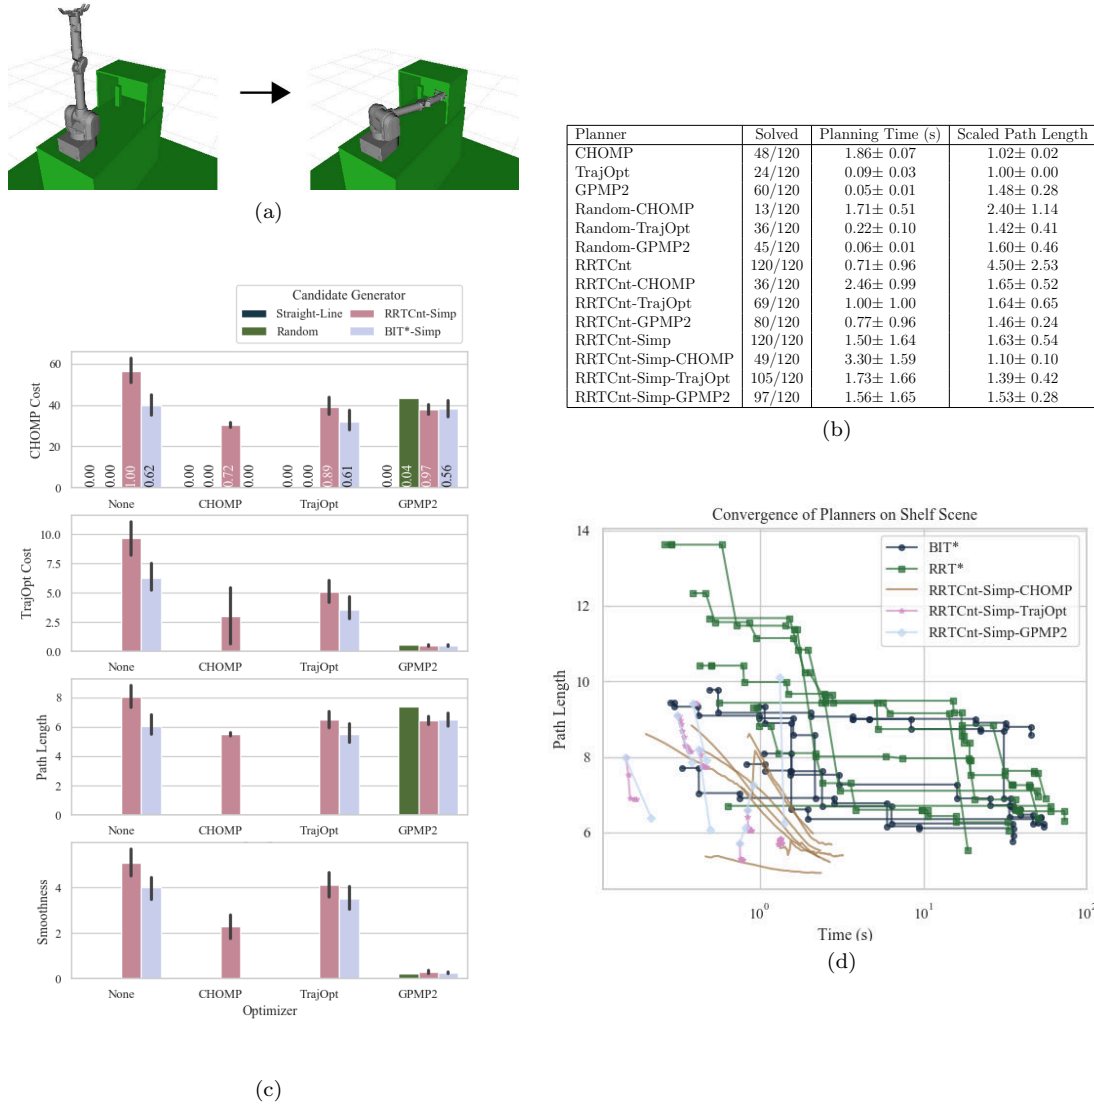 (a)
Planner Solved Planning Time (s) Scaled Path Length
CHOMP 48/120 1.86± 0.07 1.02± 0.02
TrajOpt 24/120 0.09± 0.03 1.00± 0.00
GPMP2 60/120 0.05± 0.01 1.48± 0.28
Random-CHOMP 13/120 1.71± 0.51 2.40± 1.14
Random-TrajOpt 36/120 0.22± 0.10 1.42± 0.41
Random-GPMP2 45/120 0.06± 0.01 1.60± 0.46
RRTCnt 120/120 0.71± 0.96 4.50± 2.53
RRTCnt-CHOMP 36/120 2.46± 0.99 1.65± 0.52
RRTCnt-TrajOpt 69/120 1.00± 1.00 1.64± 0.65
RRTCnt-GPMP2 80/120 0.77± 0.96 1.46± 0.24
RRTCnt-Simp 120/120 1.50± 1.64 1.63± 0.54
RRTCnt-Simp-CHOMP 49/120 3.30± 1.59 1.10± 0.10
RRTCnt-Simp-TrajOpt 105/120 1.73± 1.66 1.39± 0.42
RRTCnt-Simp-GPMP2 97/120 1.56± 1.65 1.53± 0.28
(b)
Candidate Generator
Straight-Line RRTCnt-Simp
Random BIT*-Simp
CHOMP Cost
60
40
20
0
0.00 0.00 1.00 0.62 0.00 0.00 0.72 0.00 0.00 0.00 0.89 0.61 0.00 0.04 0.97 0.56
None CHOMP TrajOpt GPMP2
TrajOpt Cost
10.0
7.5
5.0
2.5
0.0
None CHOMP TrajOpt GPMP2
Path Length
8
6
4
2
0
None CHOMP TrajOpt GPMP2
Smoothness
4
2
0
None CHOMP TrajOpt GPMP2
Optimizer
(c)
Convergence of Planners on Shelf Scene
BIT*
RRT*
RRTCnt-Simp-CHOMP
RRTCnt-Simp-TrajOpt
RRTCnt-Simp-GPMP2
Path Length
14
12
10
8
6
10⁰ 10¹ 10²
Time (s)
(d)